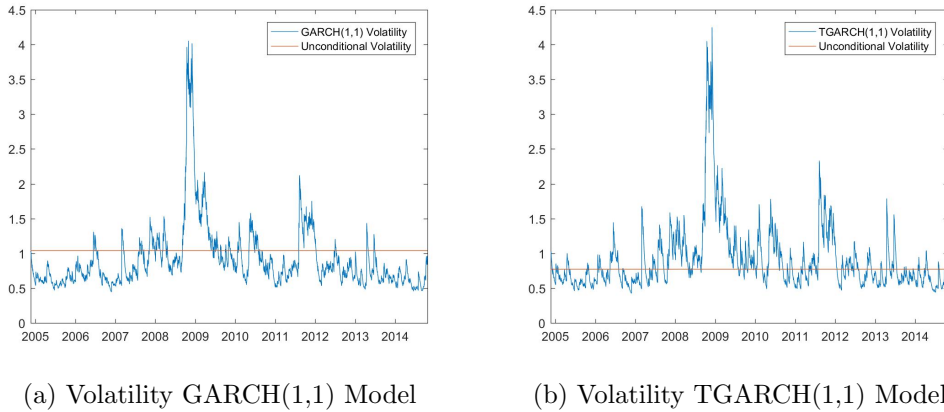 4.5
GARCH(1,1) Volatility
Unconditional Volatility
4
3.5
3
2.5
2
1.5
1
0.5
0
2005 2006 2007 2008 2009 2010 2011 2012 2013 2014
(a) Volatility GARCH(1,1) Model
4.5
TGARCH(1,1) Volatility
Unconditional Volatility
4
3.5
3
2.5
2
1.5
1
0.5
0
2005 2006 2007 2008 2009 2010 2011 2012 2013 2014
(b) Volatility TGARCH(1,1) Model